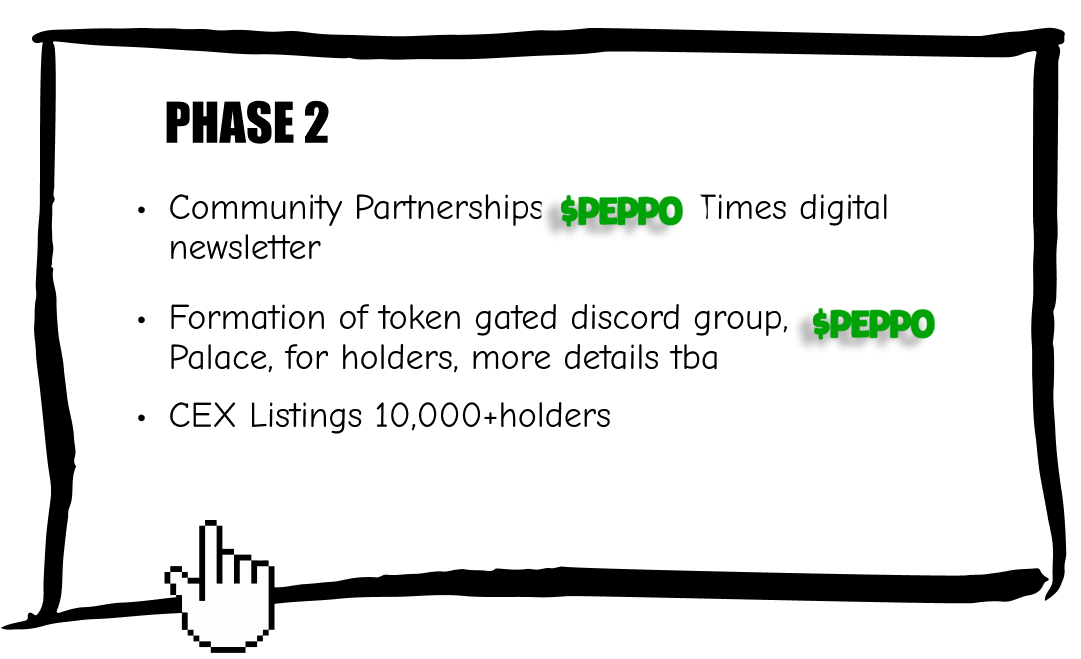 PHASE 2
• Community Partnerships $PEPPO Times digital
newsletter
• Formation of token gated discord group, $PEPPO
Palace, for holders, more details tba
• CEX Listings 10,000+holders